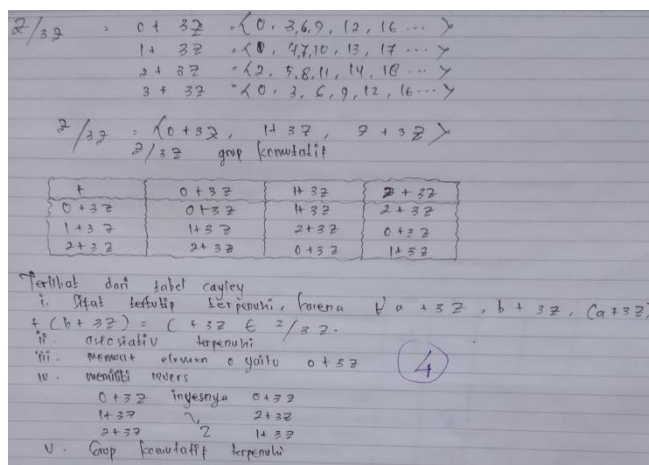 Z/3Z = 0 + 3Z = {0, 3, 6, 9, 12, 16 ... }
1 + 3Z = {1, 4, 7, 10, 13, 17 ... }
2 + 3Z = {2, 5, 8, 11, 14, 18 ... }
3 + 3Z = {0, 3, 6, 9, 12, 16 ... }
Z/3Z = {0 + 3Z, 1 + 3Z, 2 + 3Z}
Z/3Z grup komutatif
+ 0 + 3Z 1 + 3Z 2 + 3Z
0 + 3Z 0 + 3Z 1 + 3Z 2 + 3Z
1 + 3Z 1 + 3Z 2 + 3Z 0 + 3Z
2 + 3Z 2 + 3Z 0 + 3Z 1 + 3Z
Terlihat dari tabel cayley
i. Sifat tertutup terpenuhi, karena ∀ a + 3Z, b + 3Z, (a + 3Z)
+ (b + 3Z) = C + 3Z ∈ Z/3Z.
ii. asosiativ terpenuhi
iii. memuat elemen 0 yaitu 0 + 3Z
iv. memiliki invers
0 + 3Z inversnya 0 + 3Z
1 + 3Z 2 + 3Z
2 + 3Z 1 + 3Z
v. Grup komutatif terpenuhi
4